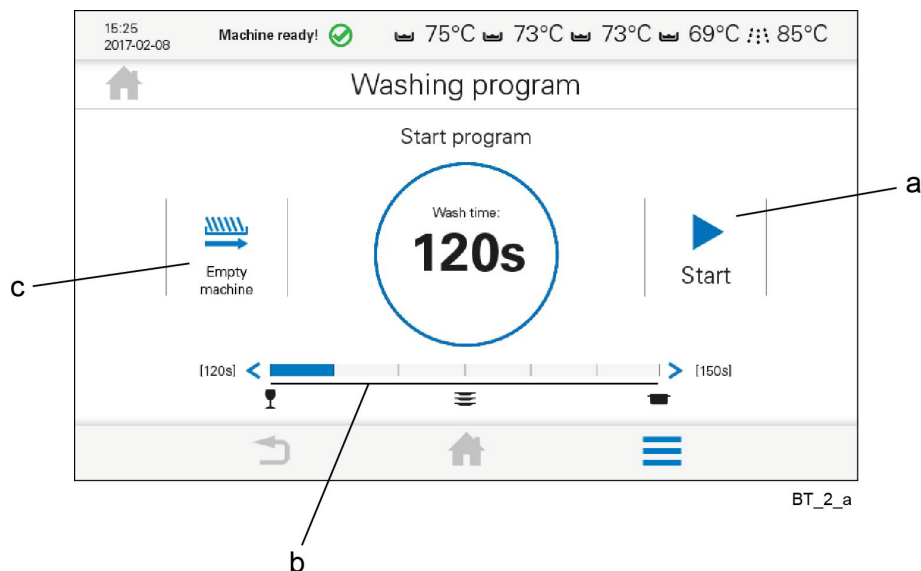 15:25
2017-02-08
Machine ready!
75°C 73°C 73°C 69°C 85°C
Washing program
Start program
a
Wash time:
120s
Start
c
Empty
machine
[120s]
[150s]
BT_2_a
b